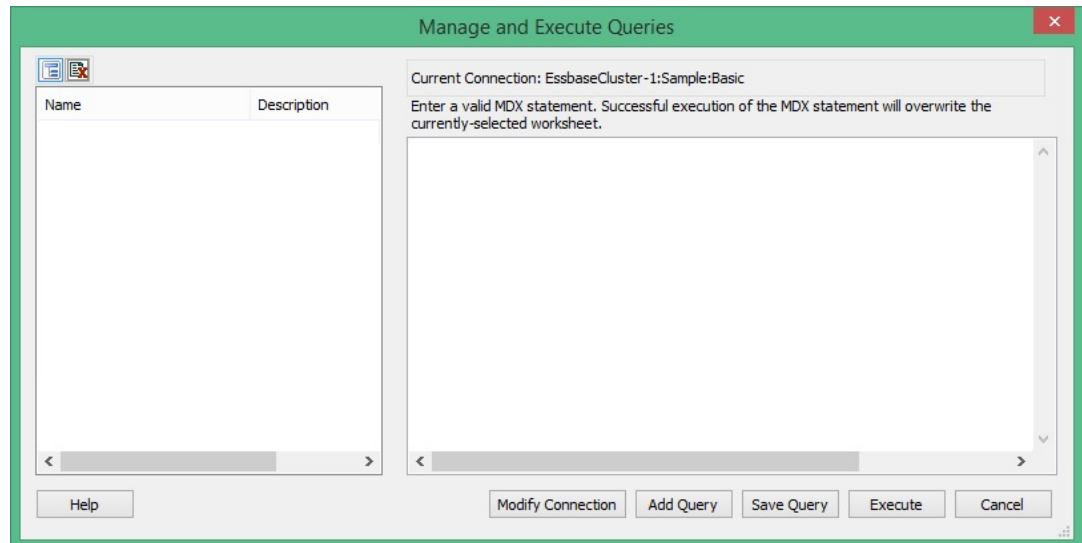 Manage and Execute Queries
Name Description
Current Connection: EssbaseCluster-1:Sample:Basic
Enter a valid MDX statement. Successful execution of the MDX statement will overwrite the
currently-selected worksheet.
Help Modify Connection Add Query Save Query Execute Cancel